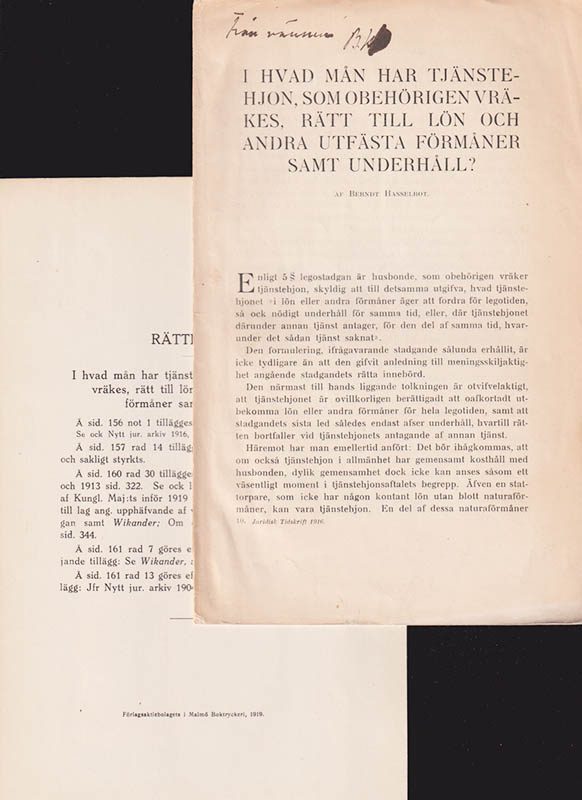 Från vännen
I HVAD MÅN HAR TJÄNSTE-
HJON, SOM OBEHÖRIGEN VRÄ-
KES, RÄTT TILL LÖN OCH
ANDRA UTFÄSTA FÖRMÅNER
SAMT UNDERHÅLL?
AF BERNDT HASSELROT.
Enligt 5 § legostadgan är husbonde, som obehörigen vräker
tjänstehjon, skyldig att till detsamma utgifva, hvad tjänste-
hjonet »i lön eller andra förmåner äger att fordra för legotiden,
så ock nödigt underhåll för samma tid, eller, där tjänstehjonet
därunder annan tjänst antager, för den del af samma tid, hvar-
under det sådan tjänst saknat».
Den formulering, ifrågavarande stadgande sålunda erhållit, är
icke tydligare än att den gifvit anledning till meningsskiljaktig-
het angående stadgandets rätta innebörd.
Den närmast till hands liggande tolkningen är otvifvelaktigt,
att tjänstehjonet är ovillkorligen berättigadt att oafkortadt ut-
bekomma lön eller andra förmåner för hela legotiden, samt att
stadgandets sista led således endast afser underhåll, hvartill rät-
ten bortfaller vid tjänstehjonets antagande af annan tjänst.
Häremot har man emellertid anfört: Det bör ihågkommas, att
om också tjänstehjon i allmänhet har gemensamt kosthåll med
husbonden, dylik gemensamhet dock icke kan anses såsom ett
väsentligt moment i tjänstehjonsaftalets begrepp. Äfven en stat-
torpare, som icke har någon kontant lön utan blott naturaför-
måner, kan vara tjänstehjon. En del af dessa naturaförmåner
10. Juridisk Tidskrift 1916.
RÄTT
I hvad mån har tjänst
vräkes, rätt till lön
förmåner sam
Å sid. 156 not 1 tillägges
Se ock Nytt jur. arkiv 1916,
Å sid. 157 rad 14 tillägg
och sakligt styrkts.
Å sid. 160 rad 30 tillägge
och 1913 sid. 322. Se ock l
af Kungl. Maj:ts inför 1919
till lag ang. upphäfvande af
gan samt Wikander; Om
sid. 344.
Å sid. 161 rad 7 göres e
jande tillägg: Se Wikander,
Å sid. 161 rad 13 göres ef
lägg: Jfr Nytt jur. arkiv 190
Förlagsaktiebolagets i Malmö Boktryckeri, 1919.